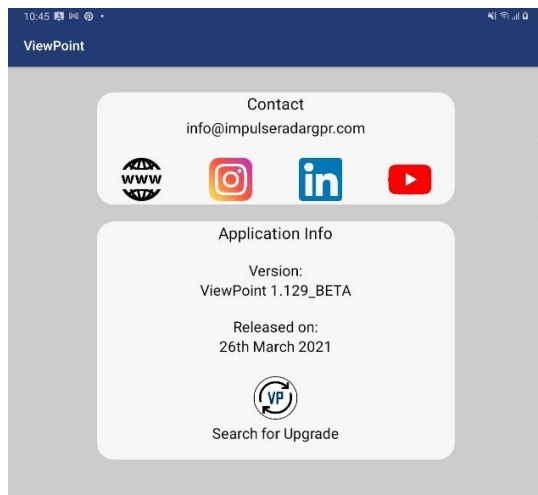 10:45
ViewPoint
Contact
info@impulseradargpr.com
www
in
Application Info
Version:
ViewPoint 1.129_BETA
Released on:
26th March 2021
VP
Search for Upgrade